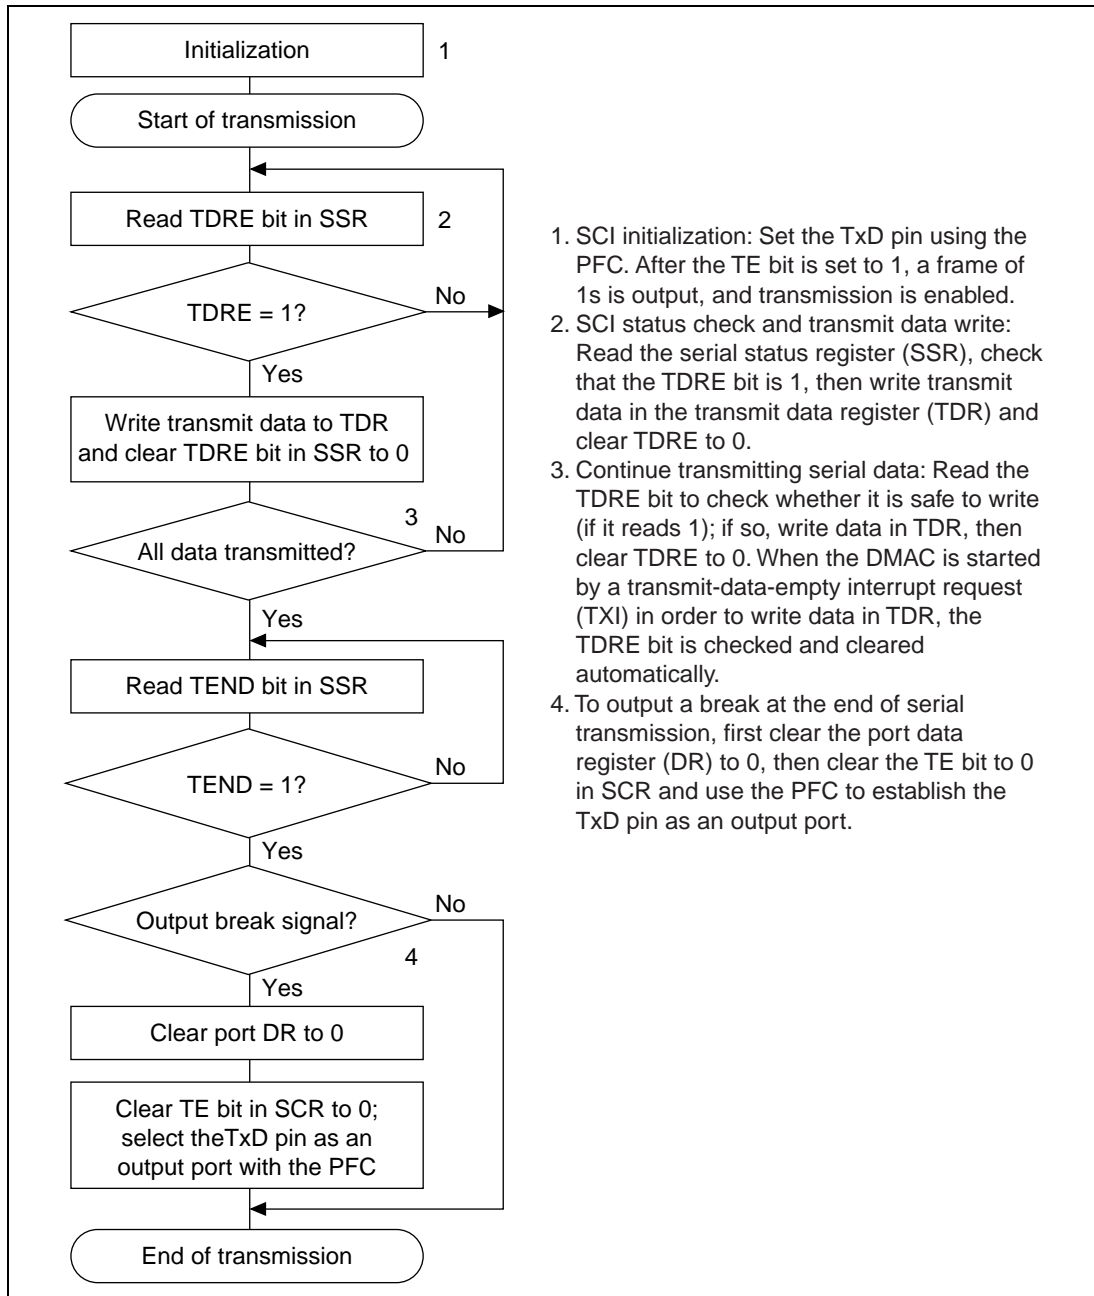 Initialization
1
Start of transmission
Read TDRE bit in SSR
2
TDRE = 1?
No
Yes
Write transmit data to TDR
and clear TDRE bit in SSR to 0
3
All data transmitted?
No
Yes
Read TEND bit in SSR
TEND = 1?
No
Yes
Output break signal?
No
4
Yes
Clear port DR to 0
Clear TE bit in SCR to 0;
select theTxD pin as an
output port with the PFC
End of transmission
1. SCI initialization: Set the TxD pin using the
PFC. After the TE bit is set to 1, a frame of
1s is output, and transmission is enabled.
2. SCI status check and transmit data write:
Read the serial status register (SSR), check
that the TDRE bit is 1, then write transmit
data in the transmit data register (TDR) and
clear TDRE to 0.
3. Continue transmitting serial data: Read the
TDRE bit to check whether it is safe to write
(if it reads 1); if so, write data in TDR, then
clear TDRE to 0. When the DMAC is started
by a transmit-data-empty interrupt request
(TXI) in order to write data in TDR, the
TDRE bit is checked and cleared
automatically.
4. To output a break at the end of serial
transmission, first clear the port data
register (DR) to 0, then clear the TE bit to 0
in SCR and use the PFC to establish the
TxD pin as an output port.